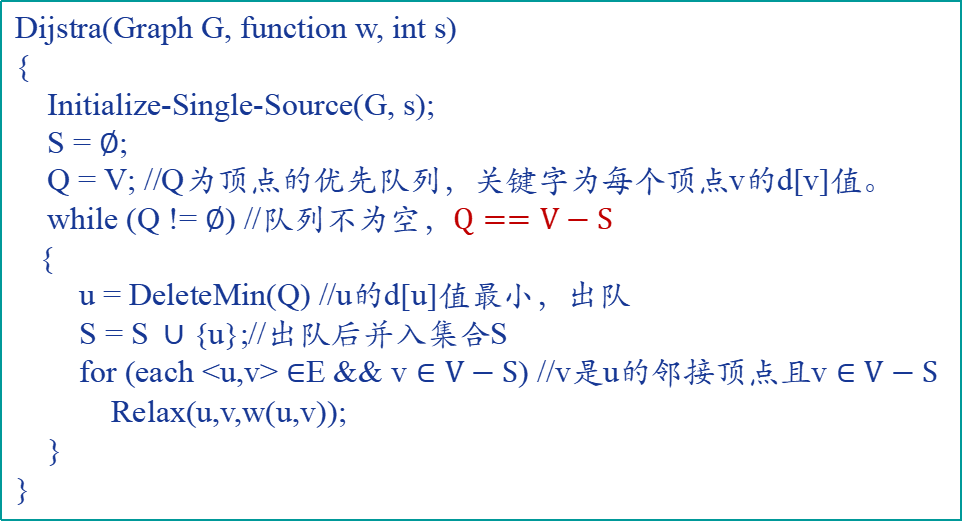 Dijstra(Graph G, function w, int s)
{
Initialize-Single-Source(G, s);
S = ∅;
Q = V; //Q为顶点的优先队列，关键字为每个顶点v的d[v]值。
while (Q != ∅) //队列不为空，Q == V − S
{
u = DeleteMin(Q) //u的d[u]值最小，出队
S = S ∪ {u};//出队后并入集合S
for (each <u,v> ∈E && v ∈ V − S) //v是u的邻接顶点且v ∈ V − S
Relax(u,v,w(u,v));
}
}